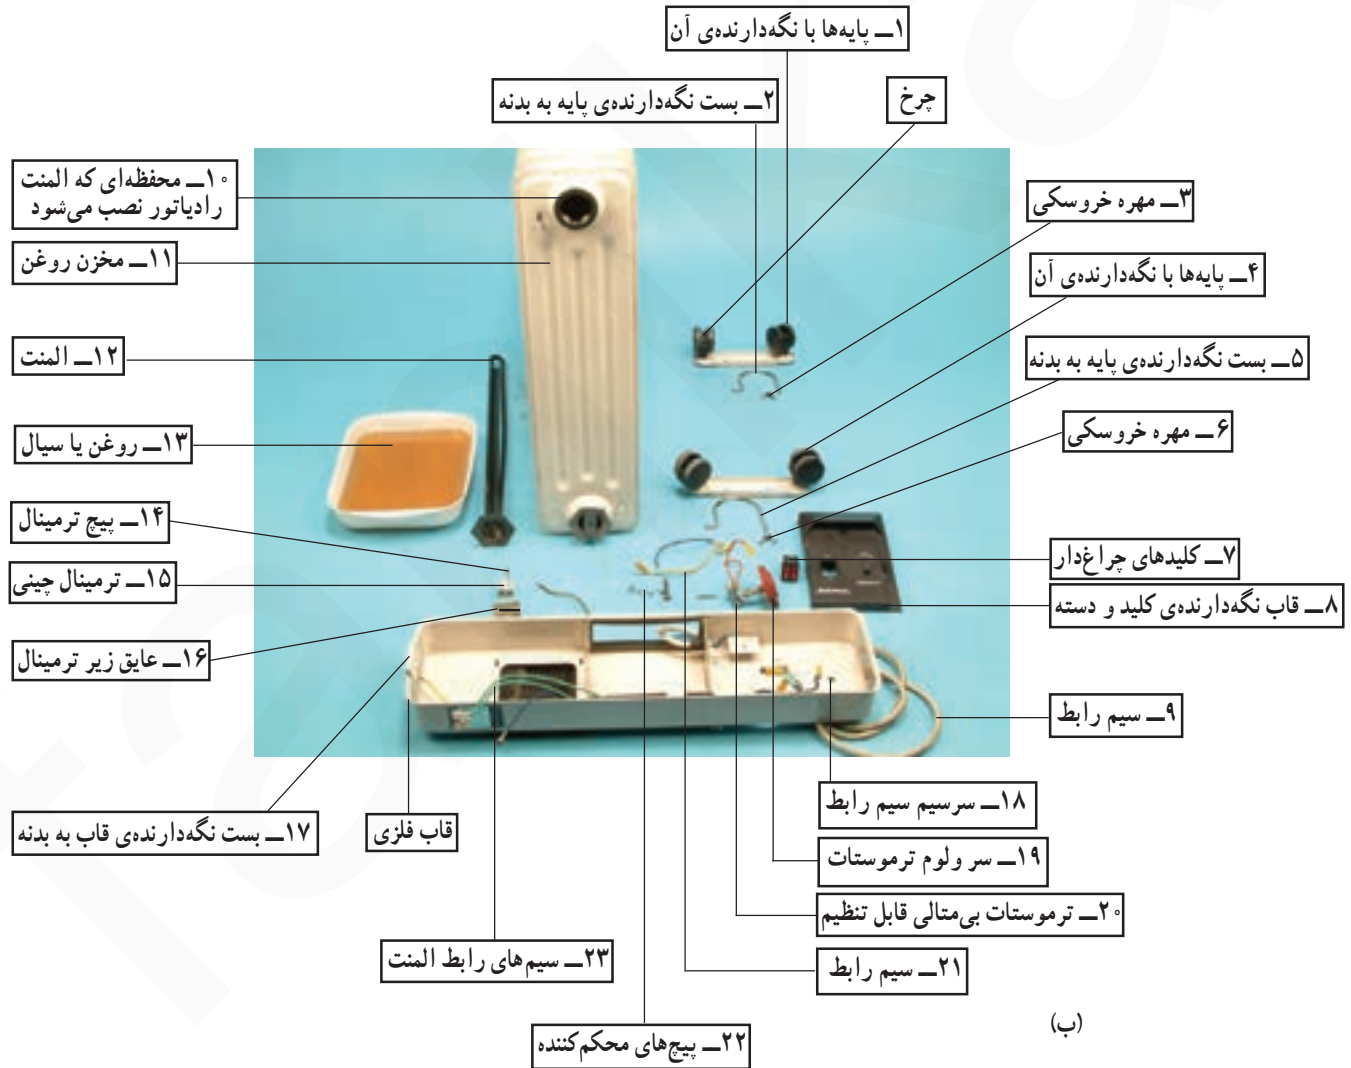 ۱ــ پایه‌ها با نگه‌دارنده‌ی آن
۲ــ بست نگه‌دارنده‌ی پایه به بدنه
چرخ
۳ــ مهره خروسکی
۴ــ پایه‌ها با نگه‌دارنده‌ی آن
۵ــ بست نگه‌دارنده‌ی پایه به بدنه
۶ــ مهره خروسکی
۷ــ کلیدهای چراغ‌دار
۸ــ قاب نگه‌دارنده‌ی کلید و دسته
۹ــ سیم رابط
۱۰ــ محفظه‌ای که المنت
رادیاتور نصب می‌شود
۱۱ــ مخزن روغن
۱۲ــ المنت
۱۳ــ روغن یا سیال
۱۴ــ پیچ ترمینال
۱۵ــ ترمینال چینی
۱۶ــ عایق زیر ترمینال
۱۷ــ بست نگه‌دارنده‌ی قاب به بدنه
قاب فلزی
۱۸ــ سرسیم سیم رابط
۱۹ــ سر ولوم ترموستات
۲۰ــ ترموستات بی‌متالی قابل تنظیم
۲۱ــ سیم رابط
۲۲ــ پیچ‌های محکم‌کننده
۲۳ــ سیم‌های رابط المنت
(ب)